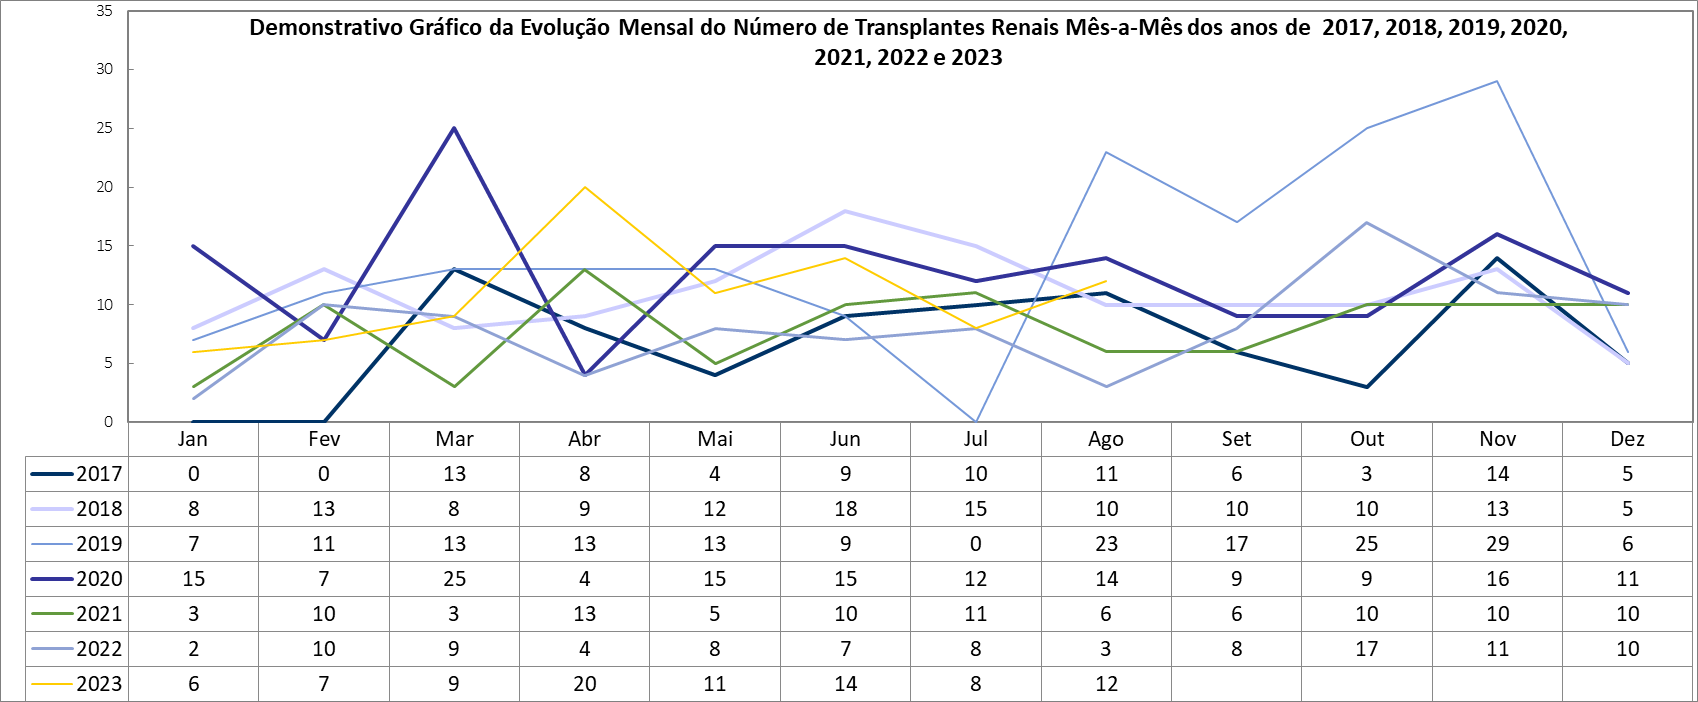 Demonstrativo Gráfico da Evolução Mensal do Número de Transplantes Renais Mês-a-Mês dos anos de 2017, 2018, 2019, 2020,
2021, 2022 e 2023
35
30
25
20
15
10
5
0
Jan Fev Mar Abr Mai Jun Jul Ago Set Out Nov Dez
2017 0 0 13 8 4 9 10 11 6 3 14 5
2018 8 13 8 9 12 18 15 10 10 10 13 5
2019 7 11 13 13 13 9 0 23 17 25 29 6
2020 15 7 25 4 15 15 12 14 9 9 16 11
2021 3 10 3 13 5 10 11 6 6 10 10 10
2022 2 10 9 4 8 7 8 3 8 17 11 10
2023 6 7 9 20 11 14 8 12